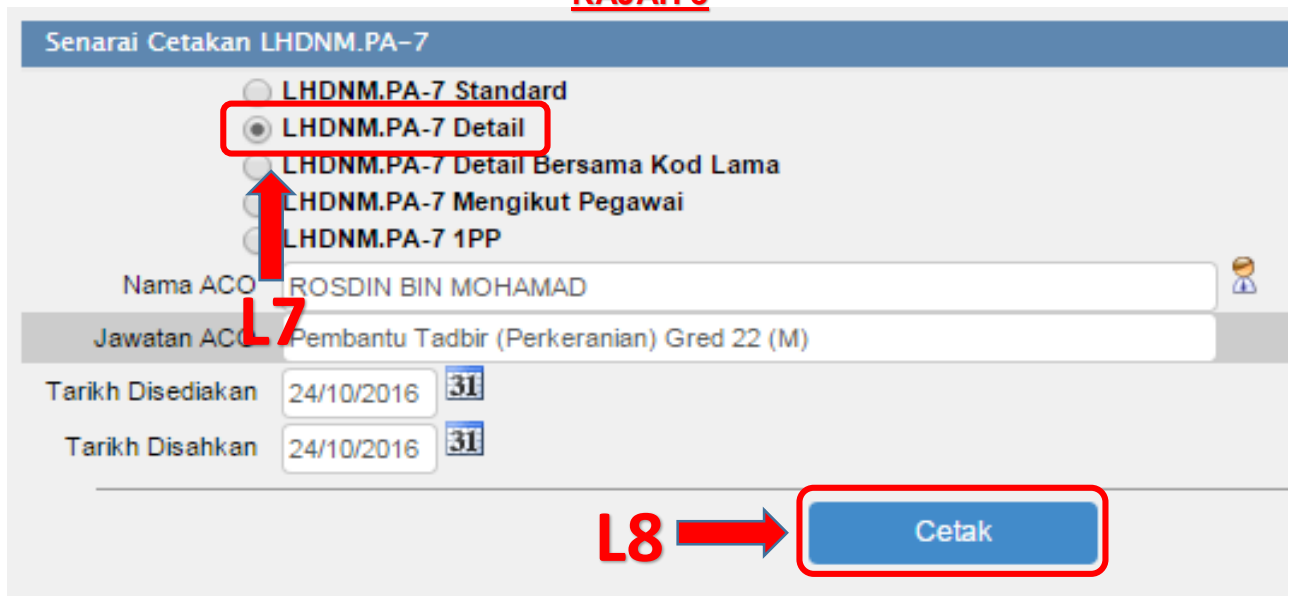 Senarai Cetakan LHDNM.PA-7
LHDNM.PA-7 Standard
LHDNM.PA-7 Detail
LHDNM.PA-7 Detail Bersama Kod Lama
LHDNM.PA-7 Mengikut Pegawai
LHDNM.PA-7 1PP
Nama ACO ROSDIN BIN MOHAMAD
L7
Jawatan ACO Pembantu Tadbir (Perkeranian) Gred 22 (M)
Tarikh Disediakan 24/10/2016 31
Tarikh Disahkan 24/10/2016 31
L8 Cetak